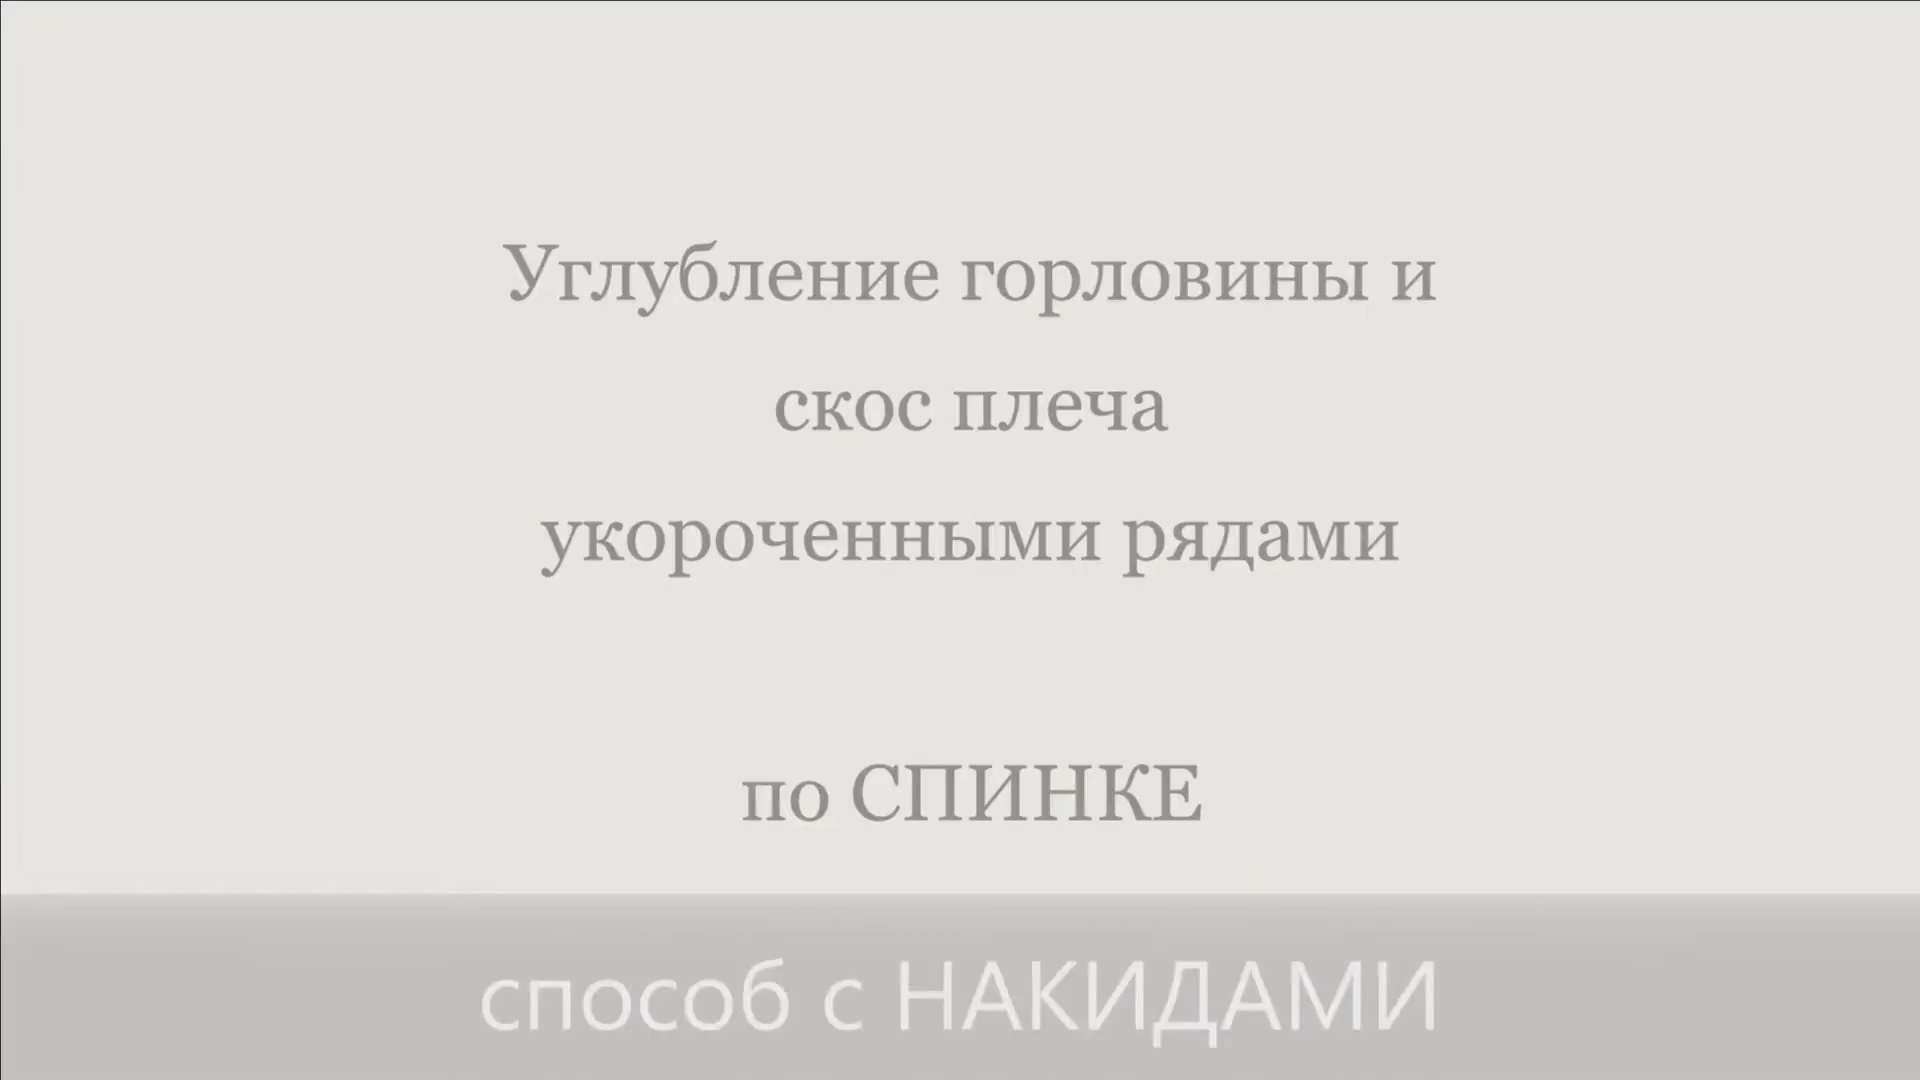 Углубление горловины и
скос плеча
укороченными рядами
по СПИНКЕ
способ с НАКИДАМИ